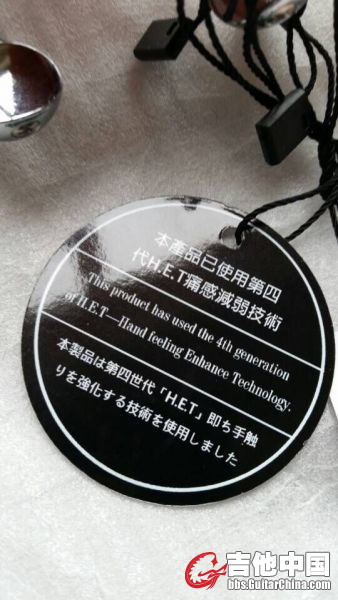 本產品已使用第四
代H.E.T痛感減弱技術
This product has used the 4th generation
of H.E.T—Hand feeling Enhance Technology.
本製品は第四世代「H.E.T」即ち手触
りを強化する技術を使用しました
吉他中国
bbs.GuitarChina.com